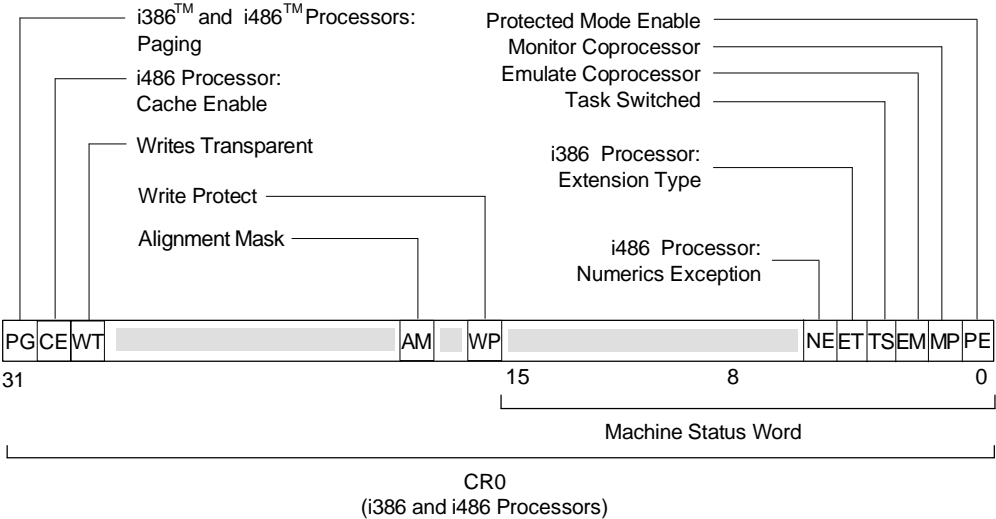 i386™ and i486™ Processors:
Paging
i486 Processor:
Cache Enable
Writes Transparent
Write Protect
Alignment Mask
Protected Mode Enable
Monitor Coprocessor
Emulate Coprocessor
Task Switched
i386 Processor:
Extension Type
i486 Processor:
Numerics Exception
PG CE WT AM WP NE ET TS EM MP PE
31 15 8 0
Machine Status Word
CR0
(i386 and i486 Processors)